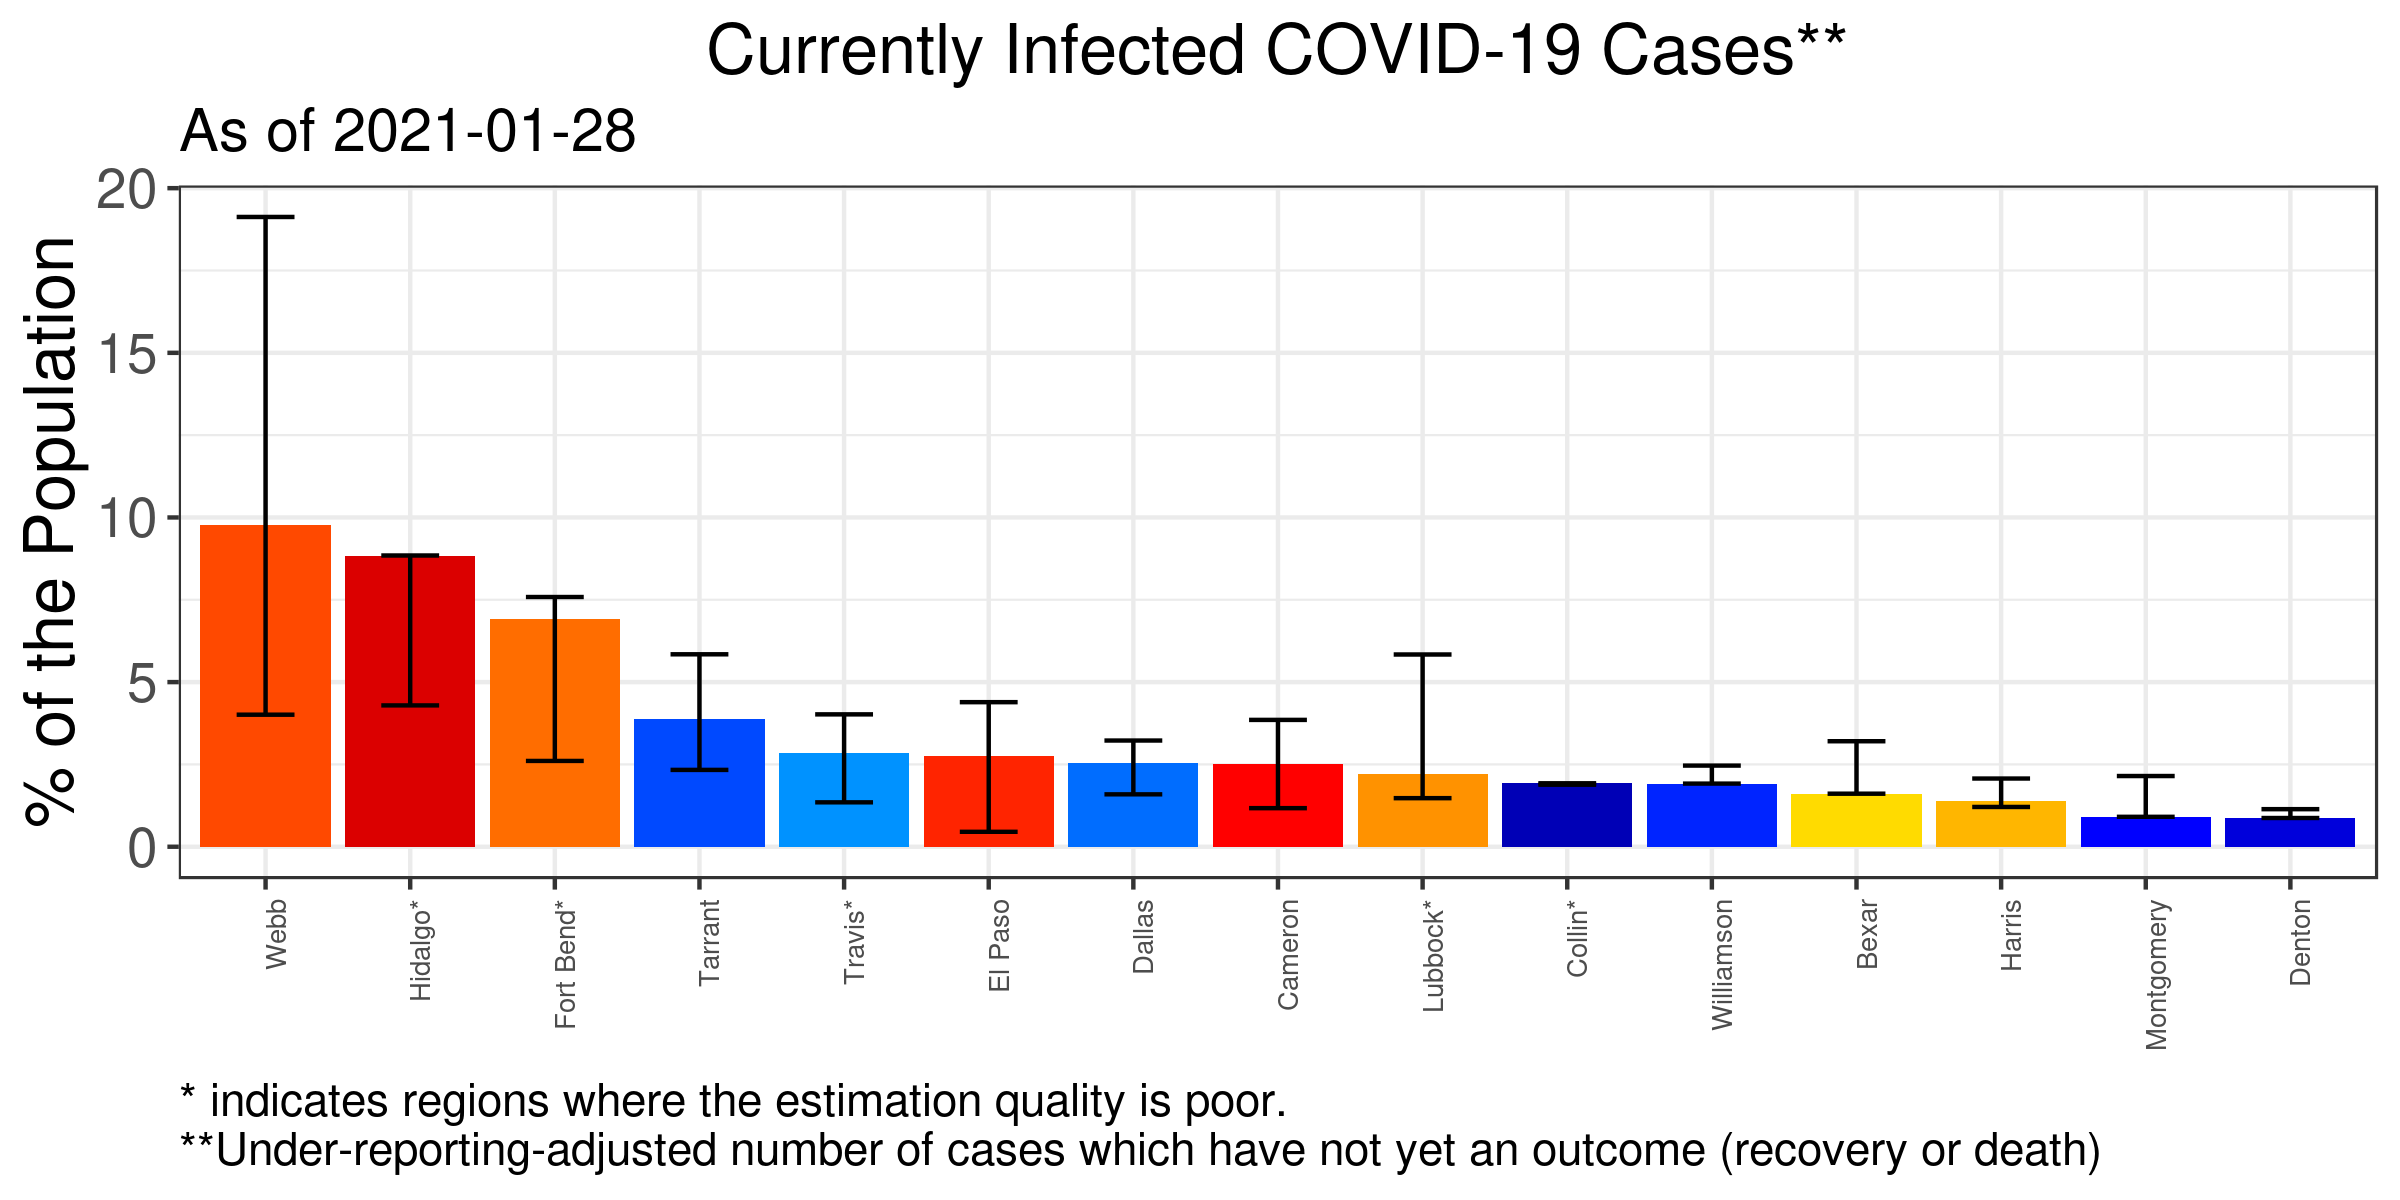 Currently Infected COVID-19 Cases**
As of 2021-01-28
% of the Population
20
15
10
5
0
Webb
Hidalgo*
Fort Bend*
Tarrant
Travis*
El Paso
Dallas
Cameron
Lubbock*
Collin*
Williamson
Bexar
Harris
Montgomery
Denton
* indicates regions where the estimation quality is poor.
**Under-reporting-adjusted number of cases which have not yet an outcome (recovery or death)